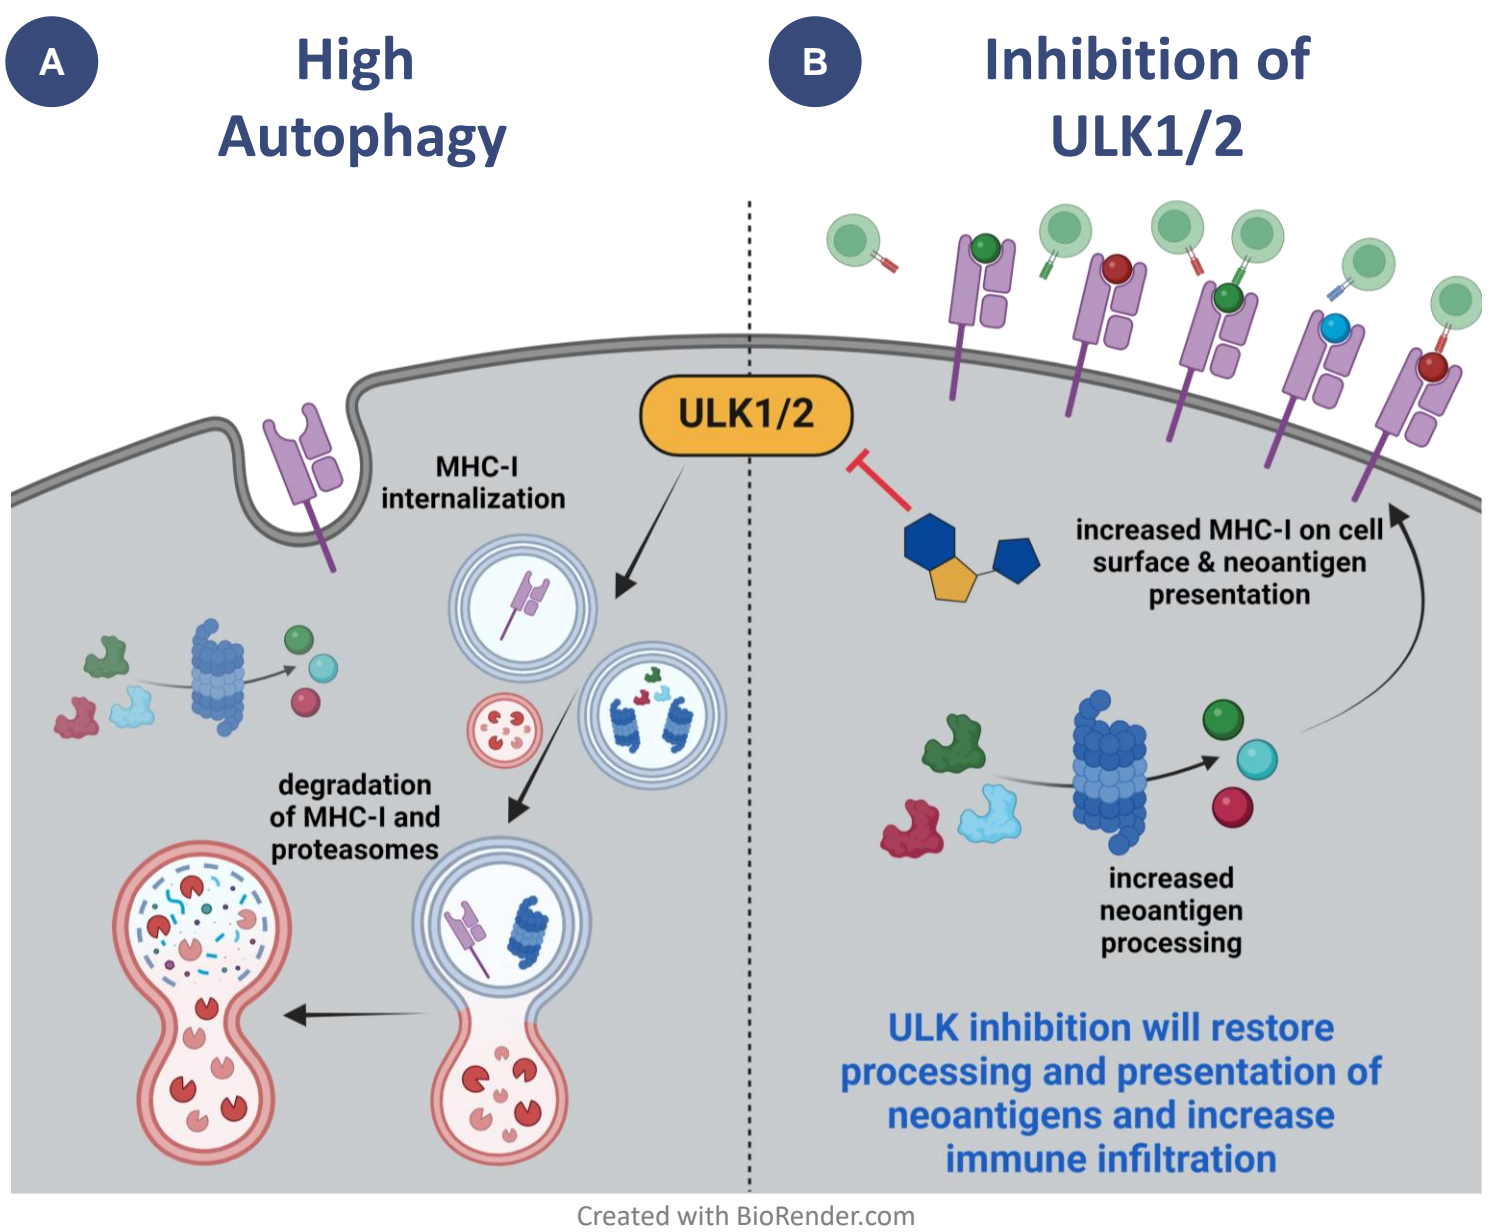 A
High
Autophagy
B
Inhibition of
ULK1/2
ULK1/2
MHC-I
internalization
degradation
of MHC-I and
proteasomes
increased MHC-I on cell
surface & neoantigen
presentation
increased
neoantigen
processing
ULK inhibition will restore
processing and presentation of
neoantigens and increase
immune infiltration
Created with BioRender.com